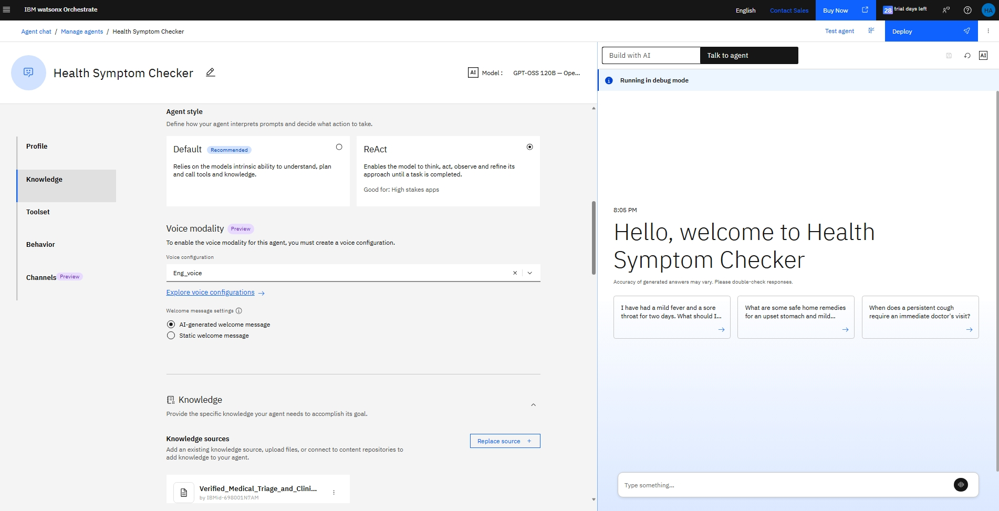 IBM watsonx Orchestrate
English
Contact Sales
Buy Now
28 trial days left
HA
Agent chat / Manage agents / Health Symptom Checker
Test agent
Deploy
Health Symptom Checker
AI Model : GPT-OSS 120B — Ope...
Build with AI
Talk to agent
AI
Running in debug mode
Profile
Knowledge
Toolset
Behavior
Channels Preview
Agent style
Define how your agent interprets prompts and decide what action to take.
Default Recommended
Relies on the models intrinsic ability to understand, plan
and call tools and knowledge.
ReAct
Enables the model to think, act, observe and refine its
approach until a task is completed.
Good for: High stakes apps
Voice modality Preview
To enable the voice modality for this agent, you must create a voice configuration.
Voice configuration
Eng_voice
Explore voice configurations
Welcome message settings
AI-generated welcome message
Static welcome message
Knowledge
Provide the specific knowledge your agent needs to accomplish its goal.
Knowledge sources
Add an existing knowledge source, upload files, or connect to content repositories to
add knowledge to your agent.
Replace source +
Verified_Medical_Triage_and_Clini...
by IBMid-698001N7AM
8:05 PM
Hello, welcome to Health
Symptom Checker
Accuracy of generated answers may vary. Please double-check responses.
I have had a mild fever and a sore
throat for two days. What should I...
What are some safe home remedies
for an upset stomach and mild...
When does a persistent cough
require an immediate doctor's visit?
Type something...